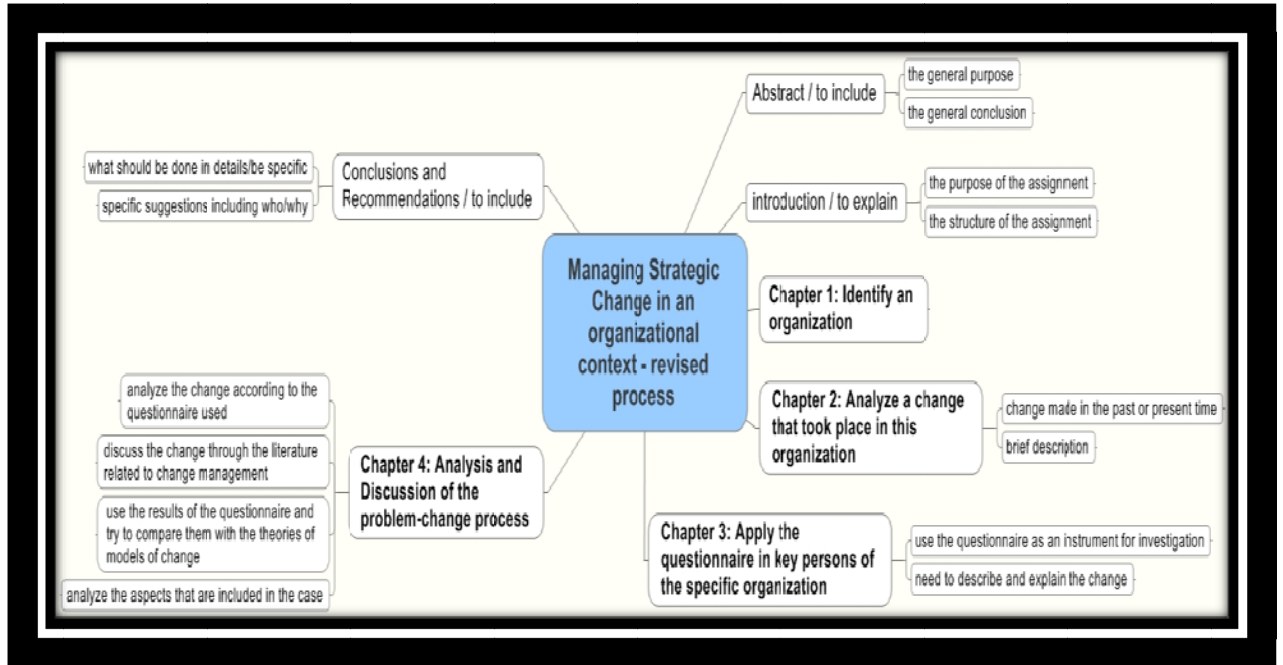 Managing Strategic
Change in an
organizational
context - revised
process
Abstract / to include
the general purpose
the general conclusion
introduction / to explain
the purpose of the assignment
the structure of the assignment
Chapter 1: Identify an
organization
Chapter 2: Analyze a change
that took place in this
organization
change made in the past or present time
brief description
Chapter 3: Apply the
questionnaire in key persons of
the specific organization
use the questionnaire as an instrument for investigation
need to describe and explain the change
Chapter 4: Analysis and
Discussion of the
problem-change process
analyze the change according to the
questionnaire used
discuss the change through the literature
related to change management
use the results of the questionnaire and
try to compare them with the theories of
models of change
analyze the aspects that are included in the case
Conclusions and
Recommendations / to include
what should be done in details/be specific
specific suggestions including who/why